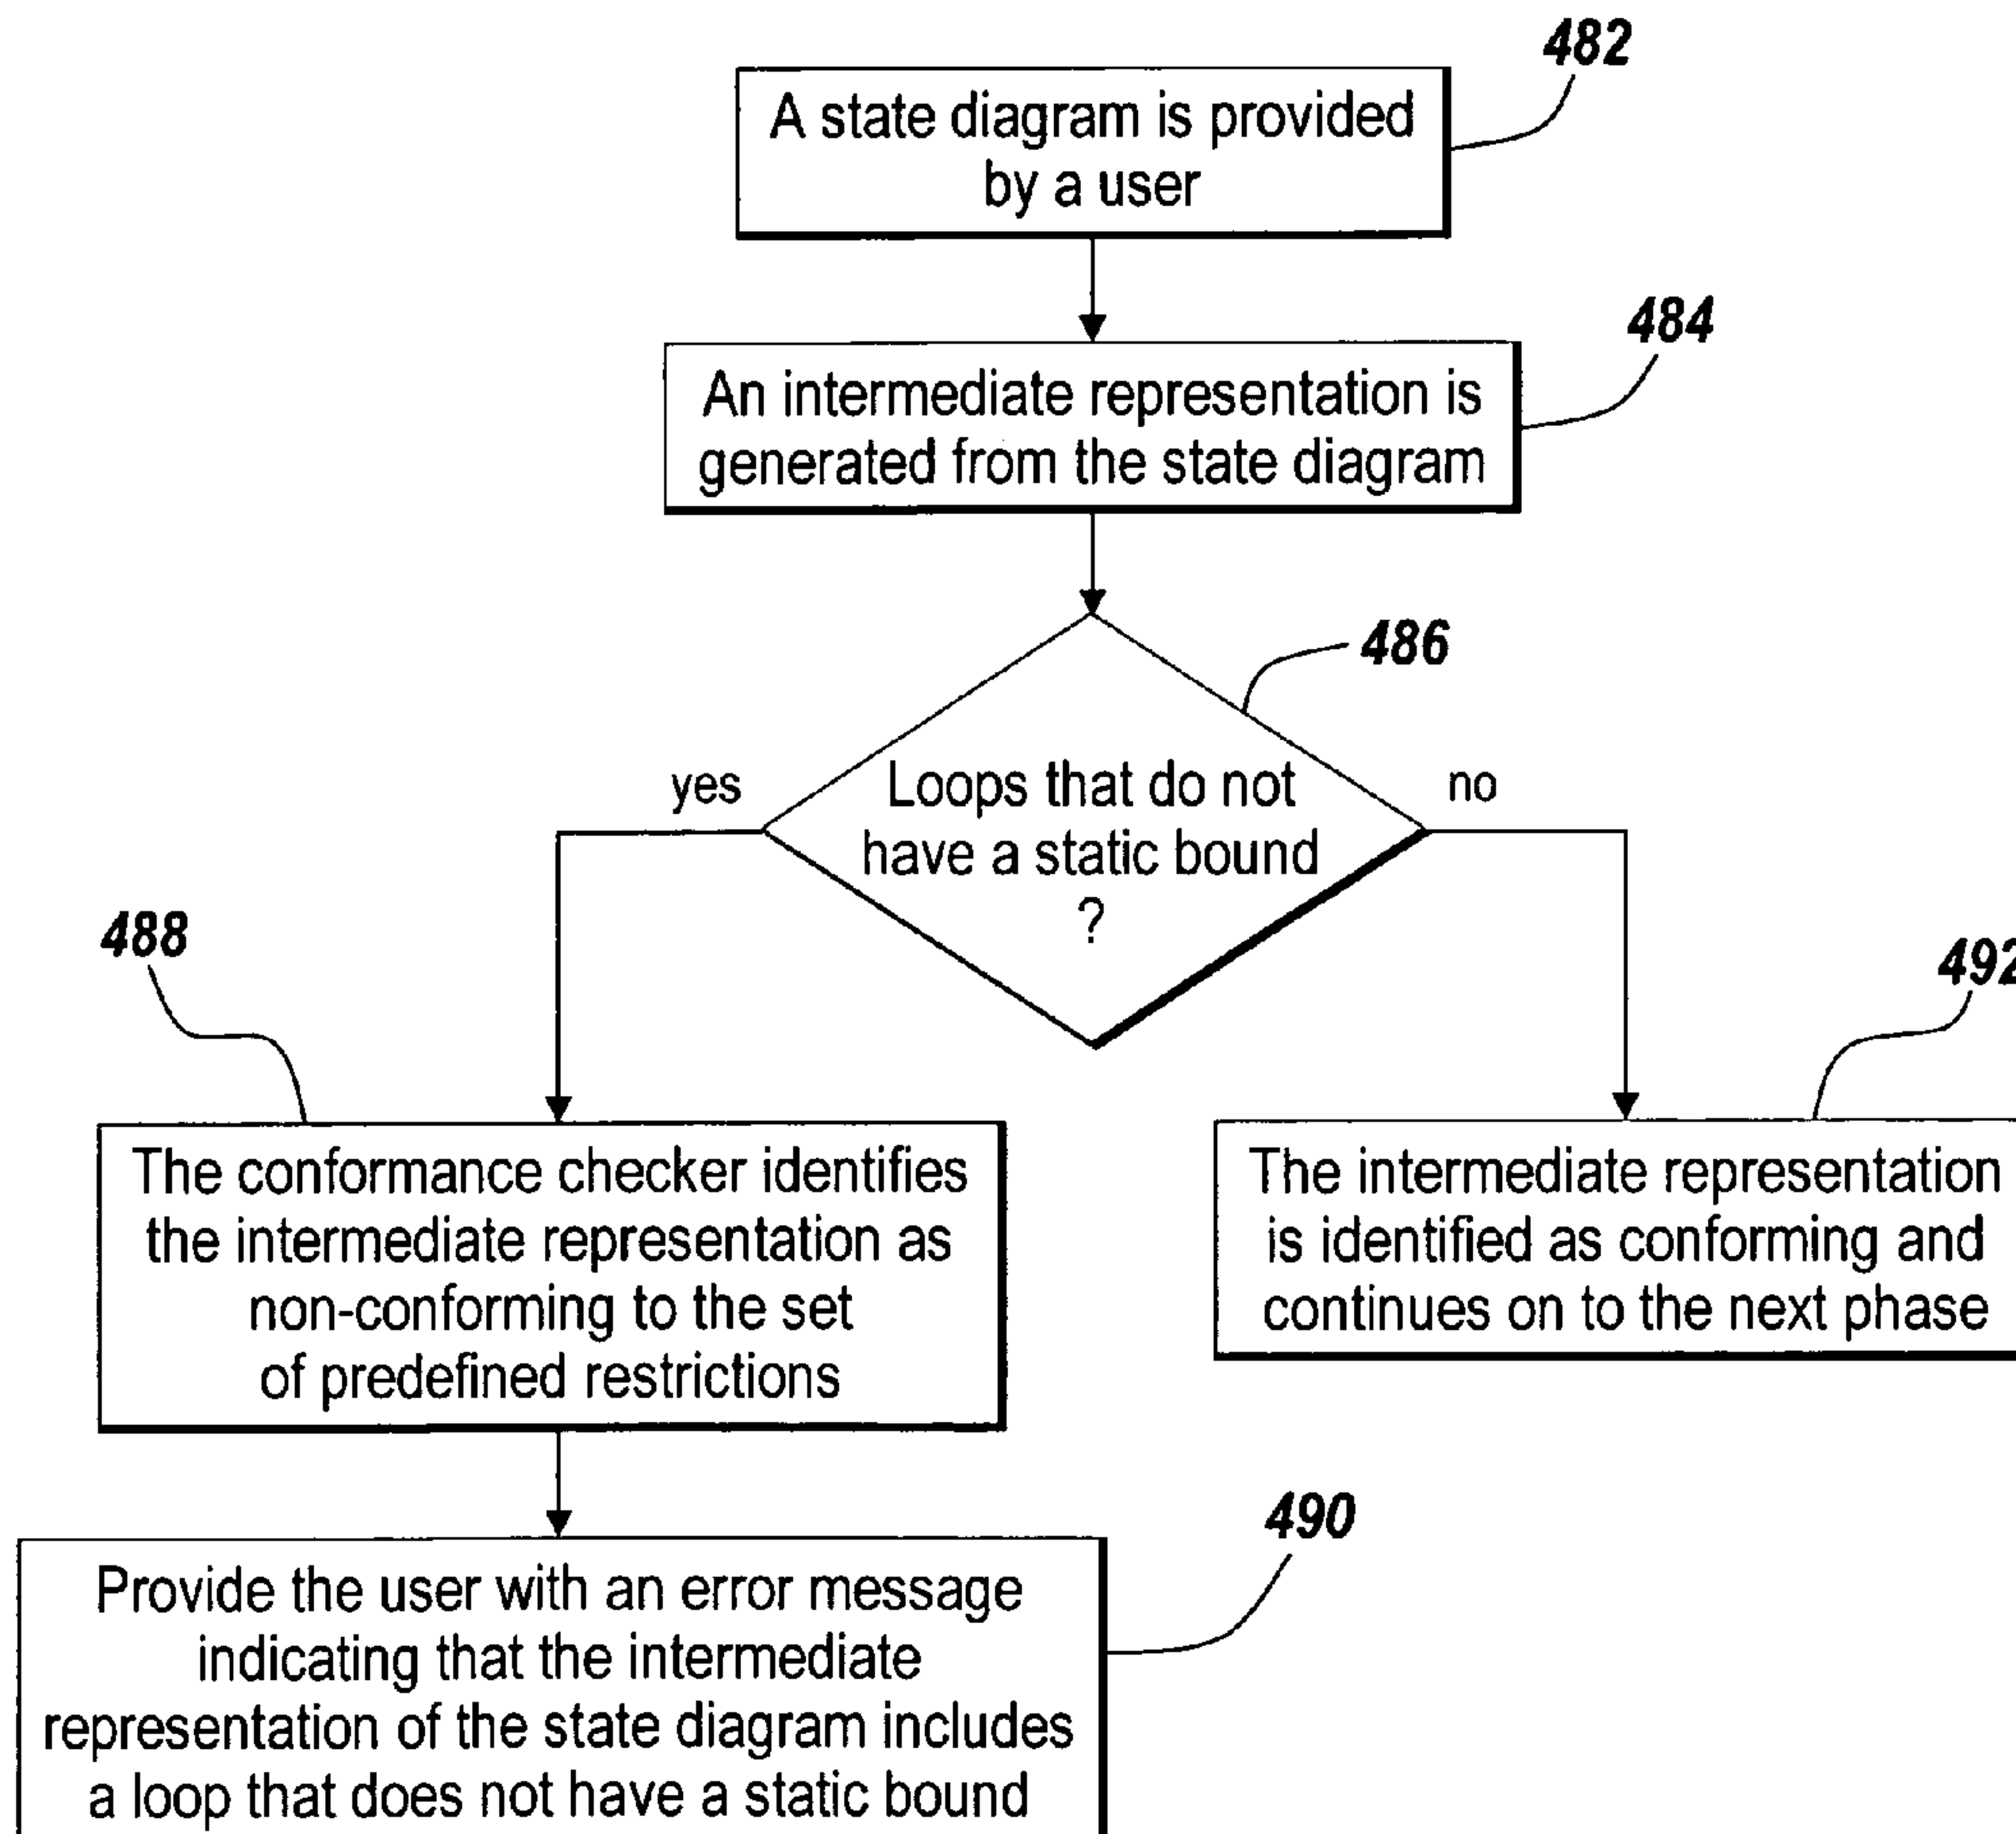 482
A state diagram is provided
by a user
484
An intermediate representation is
generated from the state diagram
486
yes
Loops that do not
have a static bound
?
no
488
492
The conformance checker identifies
the intermediate representation as
non-conforming to the set
of predefined restrictions
The intermediate representation
is identified as conforming and
continues on to the next phase
490
Provide the user with an error message
indicating that the intermediate
representation of the state diagram includes
a loop that does not have a static bound